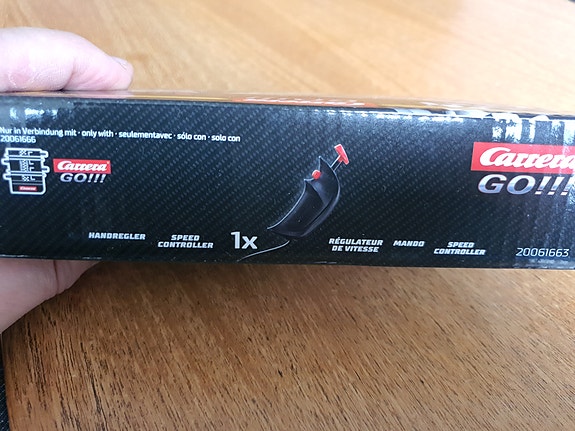 Nur in Verbindung mit · only with · seulementavec · sólo con · solo con
20061666
Carrera
GO!!!
Carrera
GO!!!
HANDREGLER
SPEED
CONTROLLER
1x
RÉGULATEUR
DE VITESSE
MANDO
SPEED
CONTROLLER
20061663